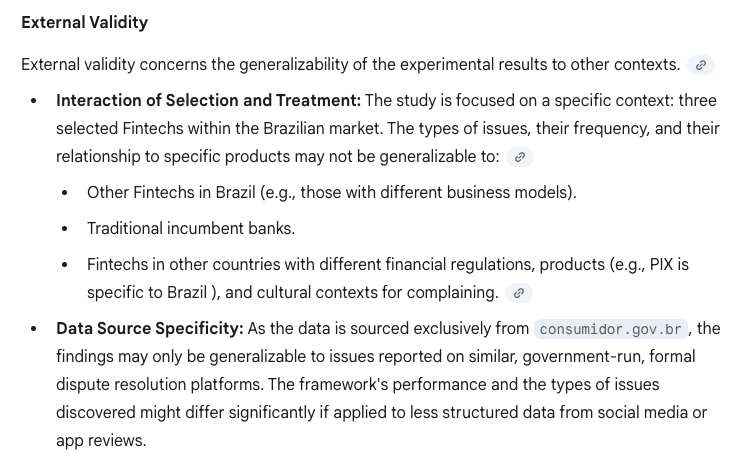 External Validity
External validity concerns the generalizability of the experimental results to other contexts.
• Interaction of Selection and Treatment: The study is focused on a specific context: three
selected Fintechs within the Brazilian market. The types of issues, their frequency, and their
relationship to specific products may not be generalizable to:
• Other Fintechs in Brazil (e.g., those with different business models).
• Traditional incumbent banks.
• Fintechs in other countries with different financial regulations, products (e.g., PIX is
specific to Brazil ), and cultural contexts for complaining.
• Data Source Specificity: As the data is sourced exclusively from consumidor.gov.br , the
findings may only be generalizable to issues reported on similar, government-run, formal
dispute resolution platforms. The framework's performance and the types of issues
discovered might differ significantly if applied to less structured data from social media or
app reviews.